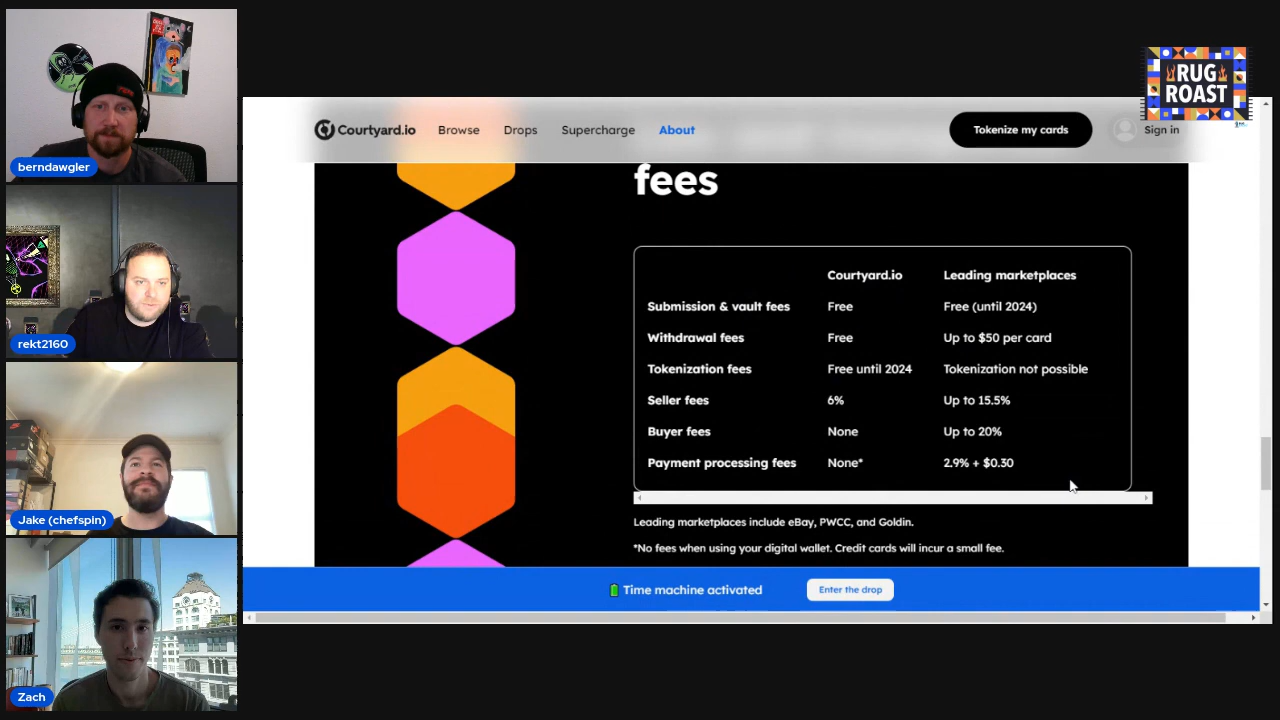 berndawgler
rekt2160
Jake (chefspin)
Zach
RUG
ROAST
Courtyard.io Browse Drops Supercharge About Tokenize my cards Sign in
fees
Courtyard.io Leading marketplaces
Submission & vault fees Free Free (until 2024)
Withdrawal fees Free Up to $50 per card
Tokenization fees Free until 2024 Tokenization not possible
Seller fees 6% Up to 15.5%
Buyer fees None Up to 20%
Payment processing fees None* 2.9% + $0.30
Leading marketplaces include eBay, PWCC, and Goldin.
*No fees when using your digital wallet. Credit cards will incur a small fee.
Time machine activated Enter the drop